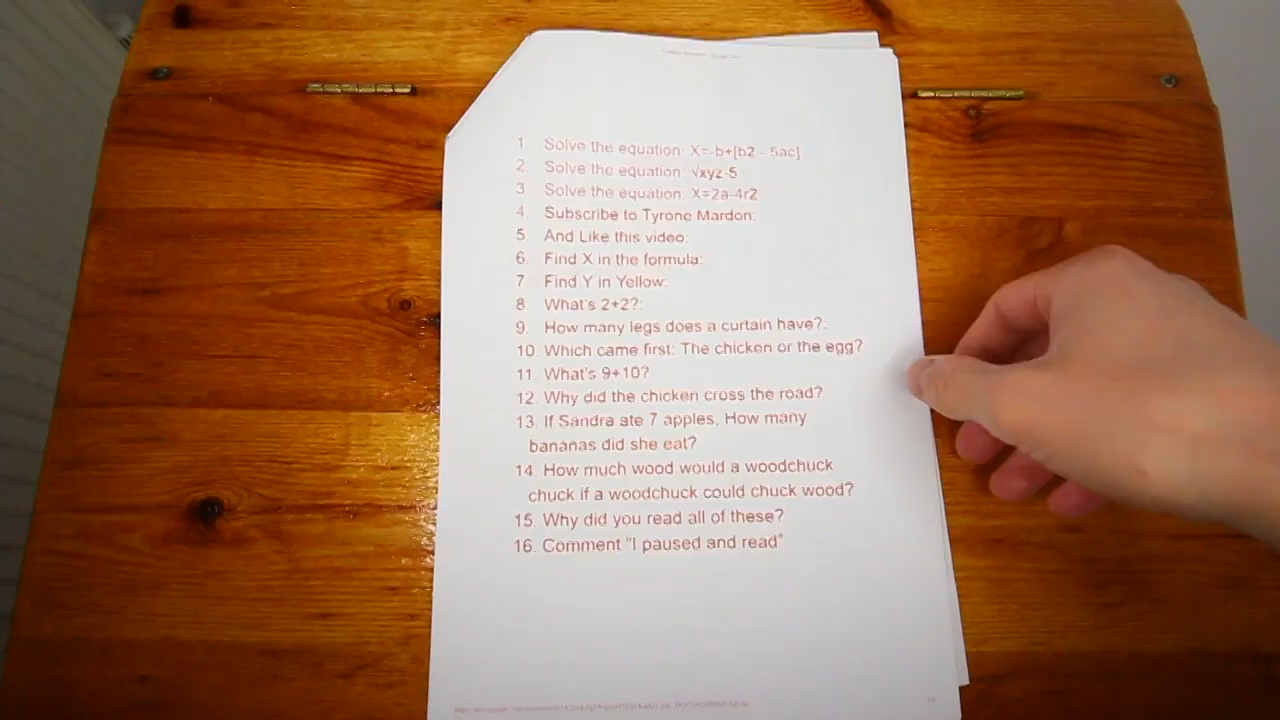 1. Solve the equation: X=-b+[b2 - 5ac]
2. Solve the equation: √xyz-5
3 Solve the equation: X=2a-4r2
4. Subscribe to Tyrone Mardon:
5 And Like this video:
6. Find X in the formula:
7 Find Y in Yellow:
8. What's 2+2?:
9. How many legs does a curtain have?:
10. Which came first: The chicken or the egg?
11. What's 9+10?
12. Why did the chicken cross the road?
13. If Sandra ate 7 apples, How many
bananas did she eat?
14. How much wood would a woodchuck
chuck if a woodchuck could chuck wood?
15. Why did you read all of these?
16. Comment "I paused and read"